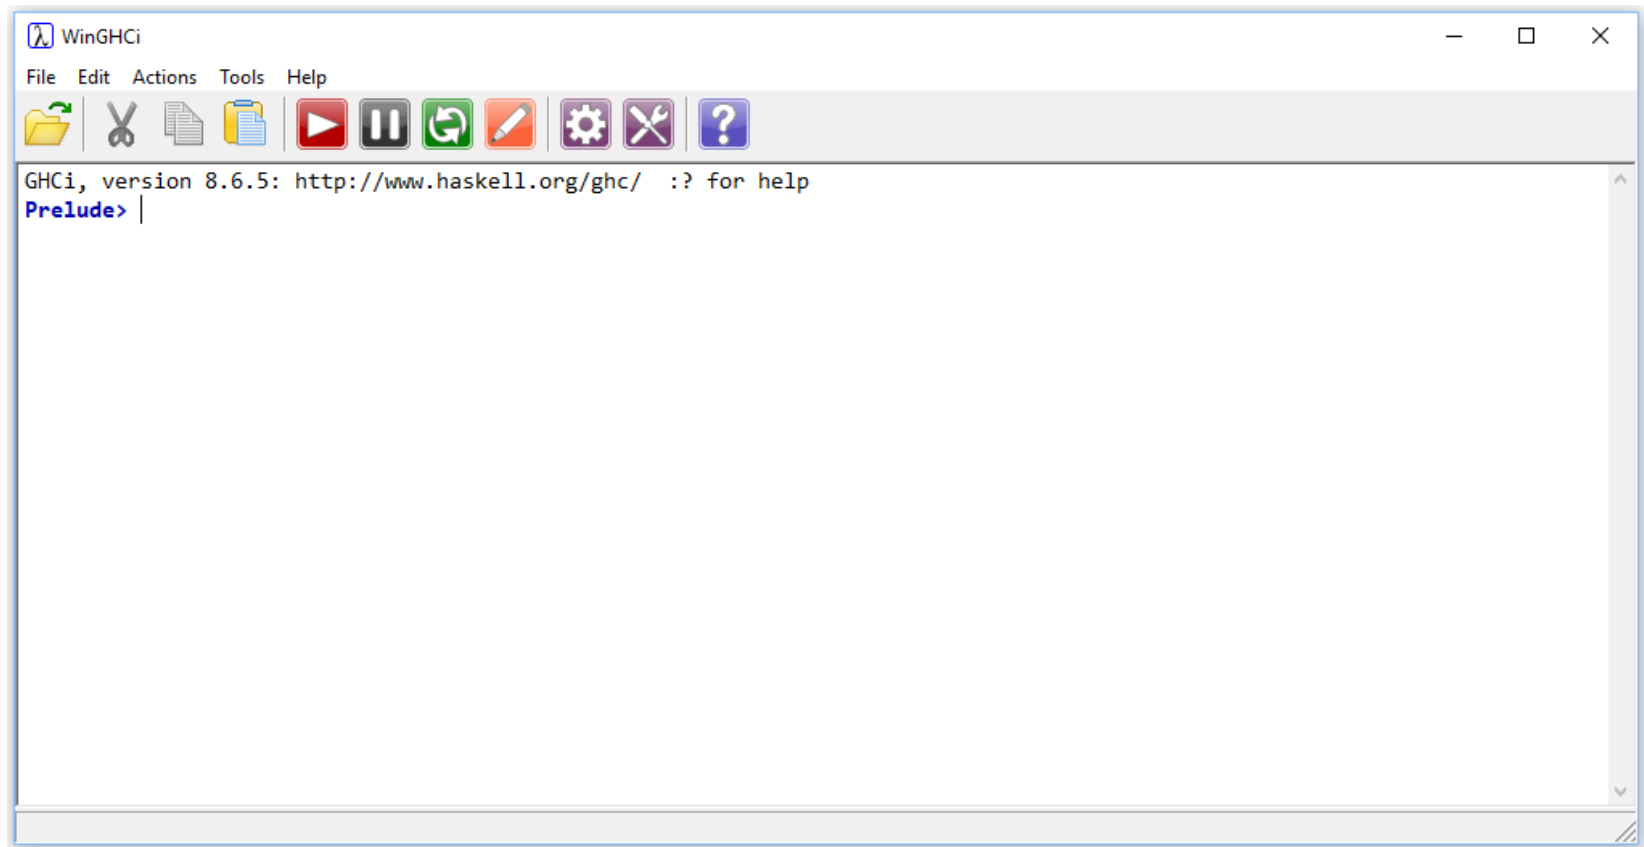 λ WinGHCi
File Edit Actions Tools Help
?
GHCi, version 8.6.5: http://www.haskell.org/ghc/  :? for help
Prelude>